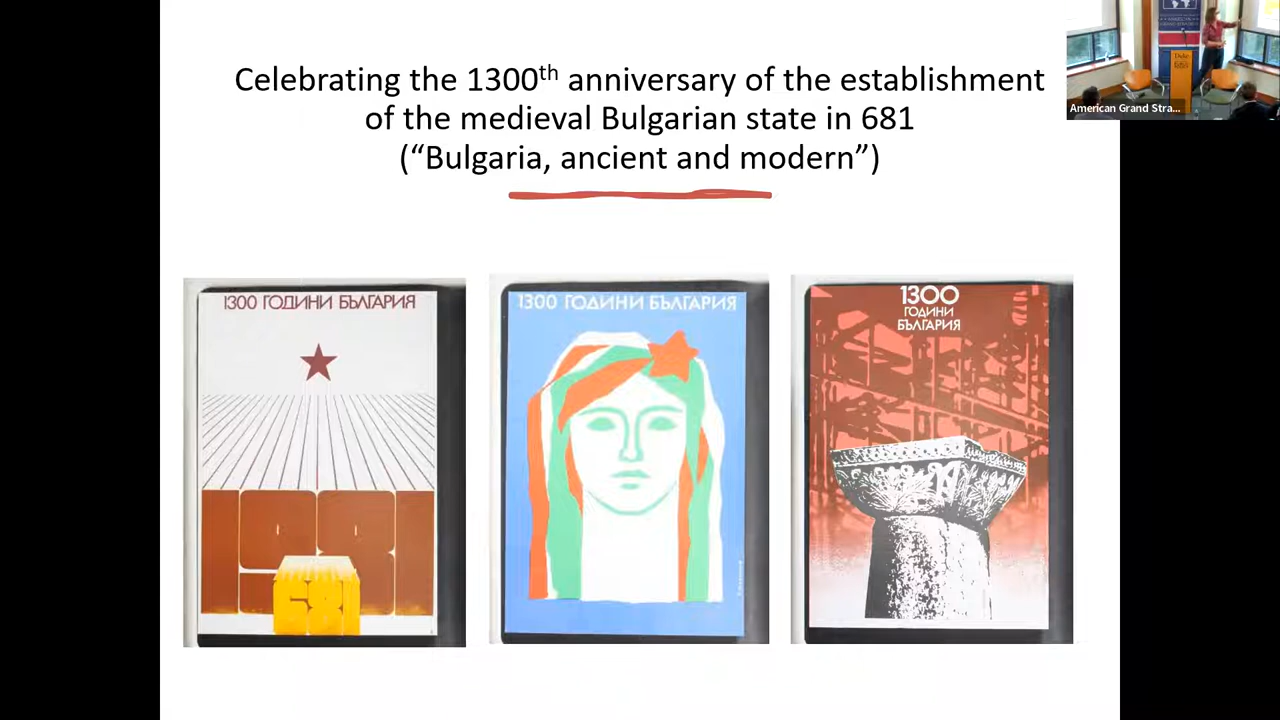 Celebrating the 1300th anniversary of the establishment
of the medieval Bulgarian state in 681
(“Bulgaria, ancient and modern”)
American Grand Stra...
1300 ГОДИНИ БЪЛГАРИЯ
1981
681
1300 ГОДИНИ БЪЛГАРИЯ
1300
ГОДИНИ
БЪЛГАРИЯ
Duke